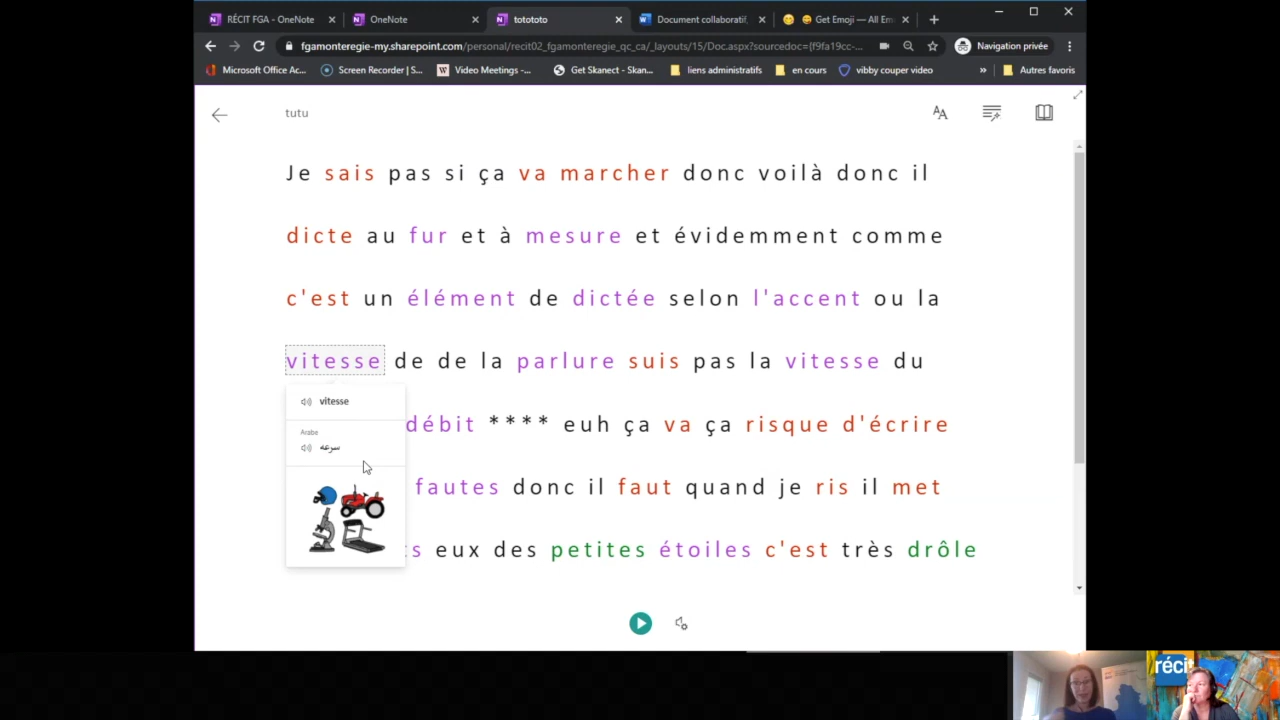 RÉCIT FGA - OneNote
OneNote
totototo
Document collaboratif
Get Emoji — All Em
fgamonteregie-my.sharepoint.com/personal/recit02_fgamonteregie_qc_ca/_layouts/15/Doc.aspx?sourcedoc={f9fa19cc-...
Navigation privée
Microsoft Office Ac...
Screen Recorder | S...
Video Meetings -...
Get Skanect - Skan...
liens administratifs
en cours
vibby couper video
»
Autres favoris
tutu
Je sais pas si ça va marcher donc voilà donc il
dicte au fur et à mesure et évidemment comme
c'est un élément de dictée selon l'accent ou la
vitesse de de la parlure suis pas la vitesse du
débit **** euh ça va ça risque d'écrire
fautes donc il faut quand je ris il met
eux des petites étoiles c'est très drôle
vitesse
Arabe
سرعه
récit